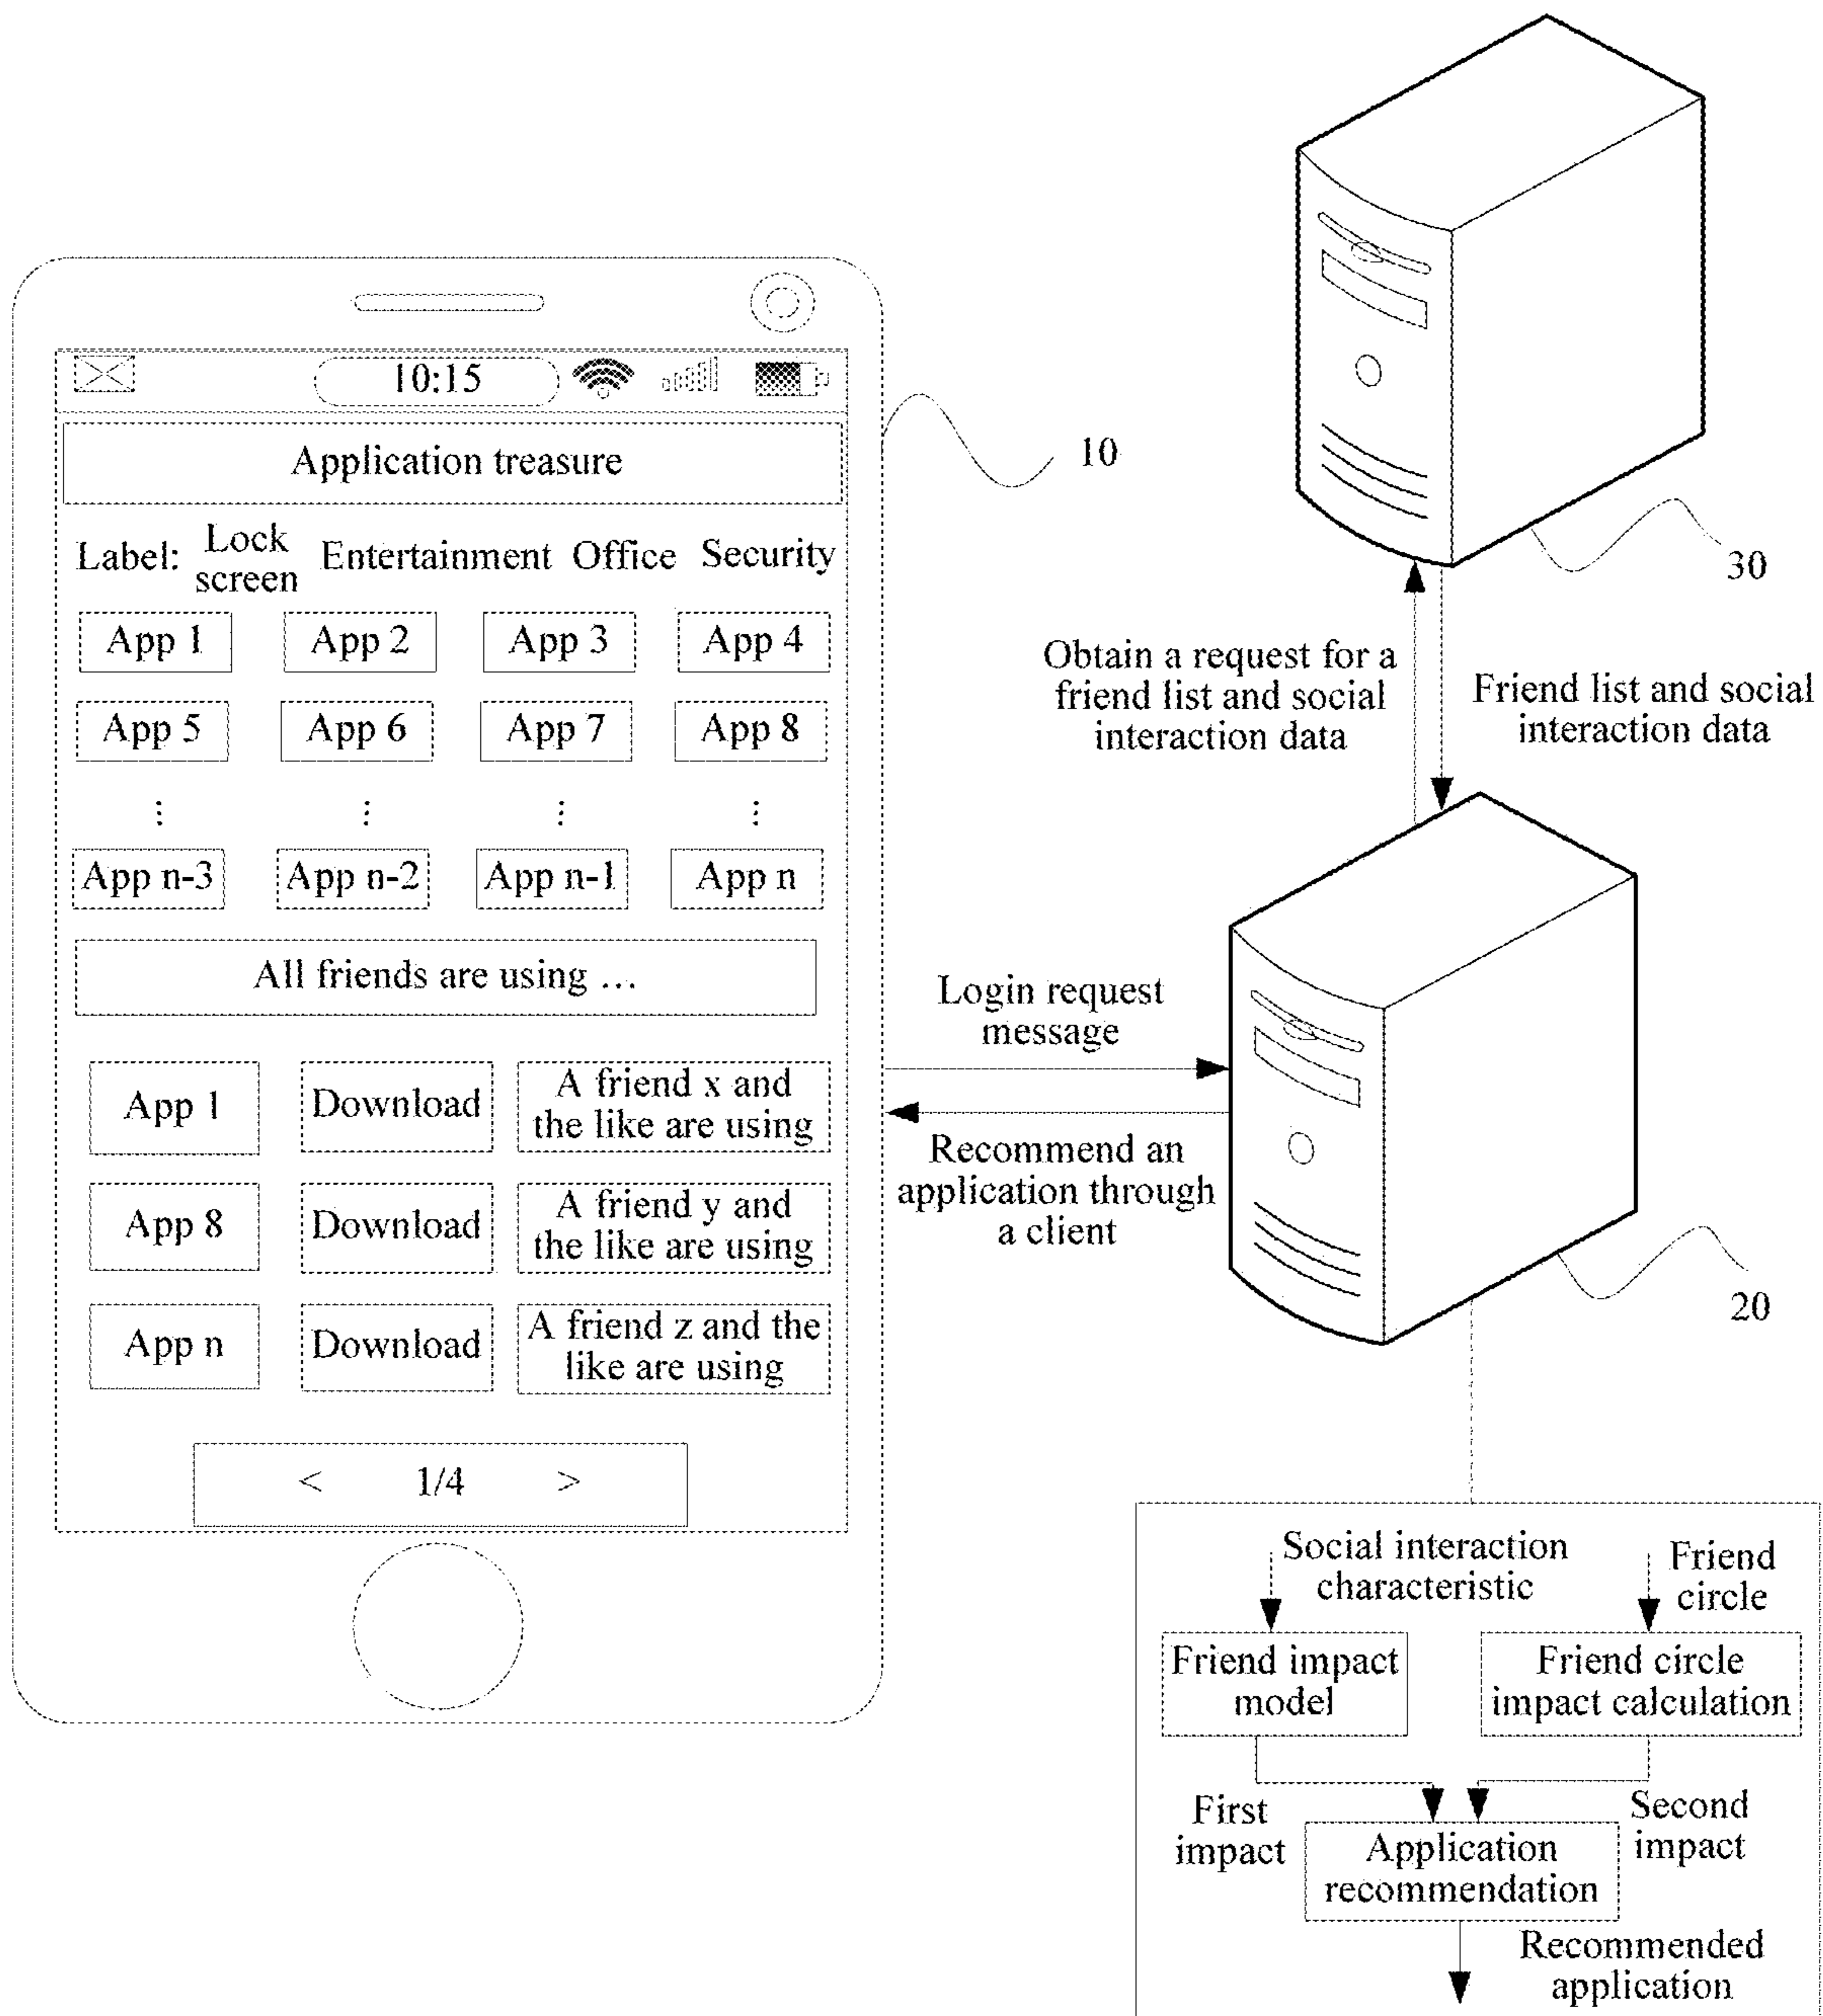 10:15
Application treasure
Label: Lock screen Entertainment Office Security
App 1 App 2 App 3 App 4
App 5 App 6 App 7 App 8
⋮ ⋮ ⋮ ⋮
App n-3 App n-2 App n-1 App n
All friends are using ...
App 1 Download A friend x and
the like are using
App 8 Download A friend y and
the like are using
App n Download A friend z and the
like are using
< 1/4 >
10
30
Obtain a request for a
friend list and social
interaction data
Friend list and social
interaction data
Login request
message
Recommend an
application through
a client
20
Social interaction
characteristic
Friend
circle
Friend impact
model
Friend circle
impact calculation
First
impact
Second
impact
Application
recommendation
Recommended
application